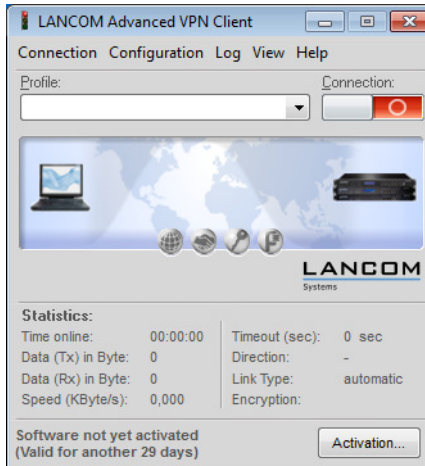 LANCOM Advanced VPN Client
Connection Configuration Log View Help
Profile: Connection:
LANCOM
Systems
Statistics:
Time online: 00:00:00 Timeout (sec): 0 sec
Data (Tx) in Byte: 0 Direction: -
Data (Rx) in Byte: 0 Link Type: automatic
Speed (KByte/s): 0,000 Encryption:
Software not yet activated
(Valid for another 29 days) Activation...